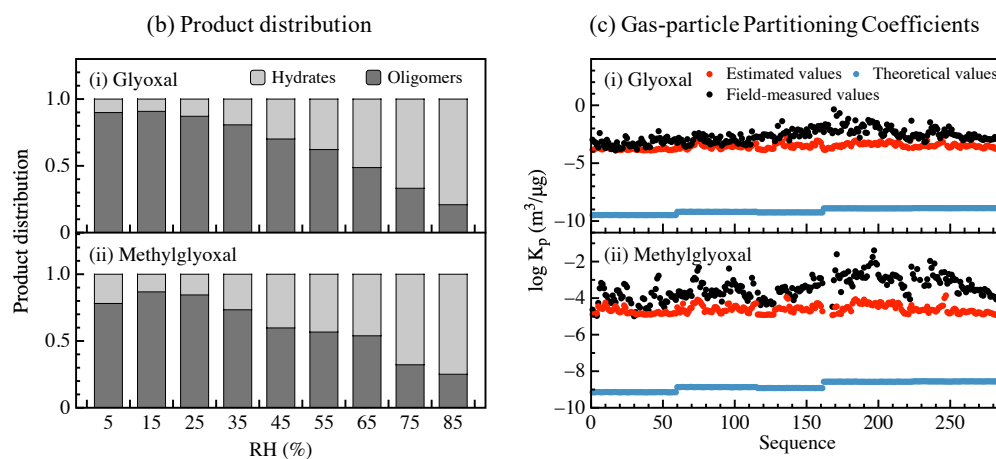 (b) Product distribution
(i) Glyoxal
Hydrates
Oligomers
1.0
0.5
0
(ii) Methylglyoxal
1.0
0.5
0
Product distribution
5 15 25 35 45 55 65 75 85
RH (%)
(c) Gas-particle Partitioning Coefficients
(i) Glyoxal
Estimated values
Theoretical values
Field-measured values
0
−5
−10
(ii) Methylglyoxal
−2
−4
−6
−8
−10
log Kp (m³/μg)
0 50 100 150 200 250
Sequence